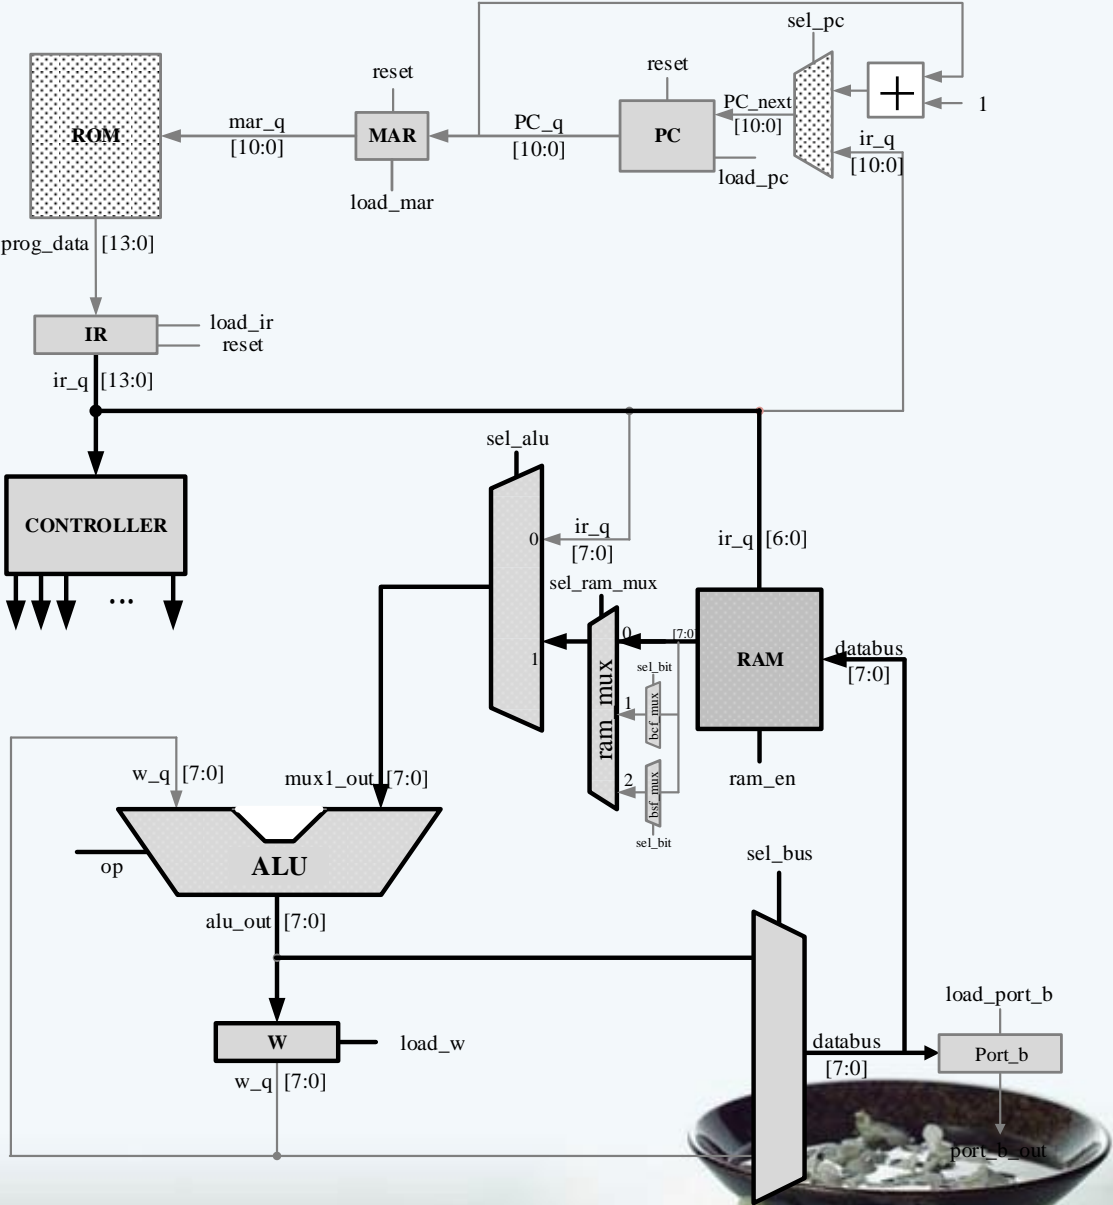 sel_pc
reset
reset
1
ROM
mar_q
[10:0]
MAR
PC_q
[10:0]
PC
PC_next
[10:0]
ir_q
[10:0]
load_mar
load_pc
prog_data [13:0]
IR
load_ir
reset
ir_q [13:0]
CONTROLLER
...
sel_alu
0
ir_q
[7:0]
1
sel_ram_mux
ram_mux
0
[7:0]
sel_bit
1
bcf_mux
2
bsf_mux
sel_bit
ir_q [6:0]
RAM
databus
[7:0]
ram_en
w_q [7:0]
mux1_out [7:0]
op
ALU
alu_out [7:0]
sel_bus
W
load_w
w_q [7:0]
databus
[7:0]
load_port_b
Port_b
port_b_out